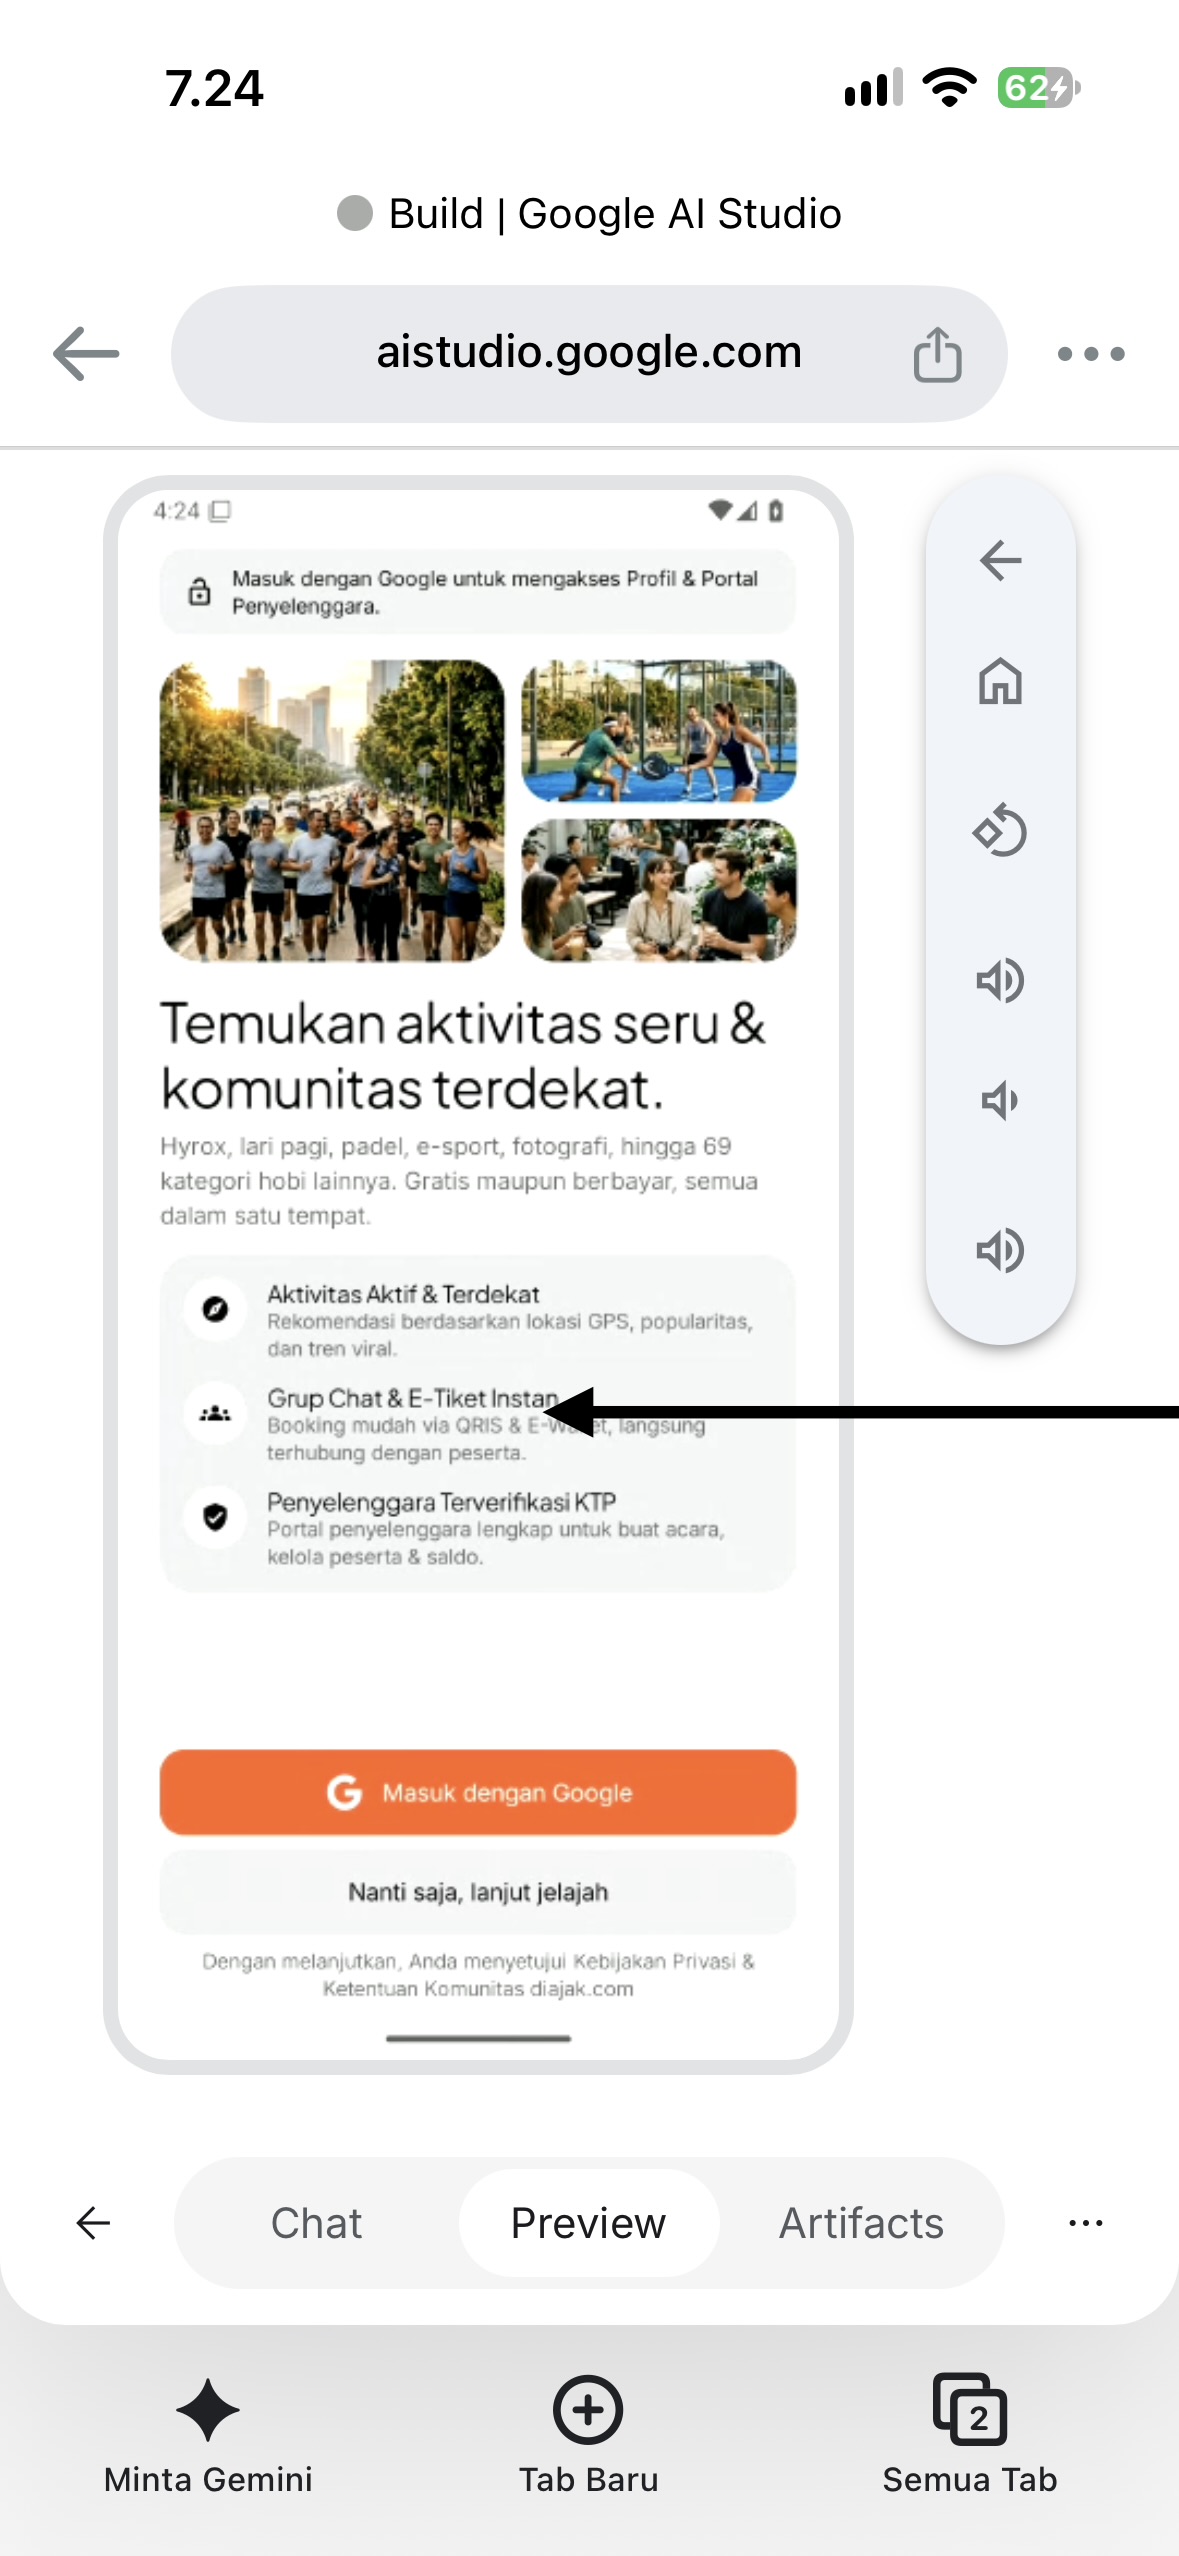 7.24
62
Build | Google AI Studio
aistudio.google.com
4:24
Masuk dengan Google untuk mengakses Profil & Portal
Penyelenggara.
Temukan aktivitas seru &
komunitas terdekat.
Hyrox, lari pagi, padel, e-sport, fotografi, hingga 69
kategori hobi lainnya. Gratis maupun berbayar, semua
dalam satu tempat.
Aktivitas Aktif & Terdekat
Rekomendasi berdasarkan lokasi GPS, popularitas,
dan tren viral.
Grup Chat & E-Tiket Instan
Booking mudah via QRIS & langsung
terhubung dengan peserta.
Penyelenggara Terverifikasi KTP
Portal penyelenggara lengkap untuk buat acara,
kelola peserta & saldo.
Masuk dengan Google
Nanti saja, lanjut jelajah
Dengan melanjutkan, Anda menyetujui Kebijakan Privasi &
Ketentuan Komunitas diajak.com
Chat
Preview
Artifacts
Minta Gemini
Tab Baru
2
Semua Tab